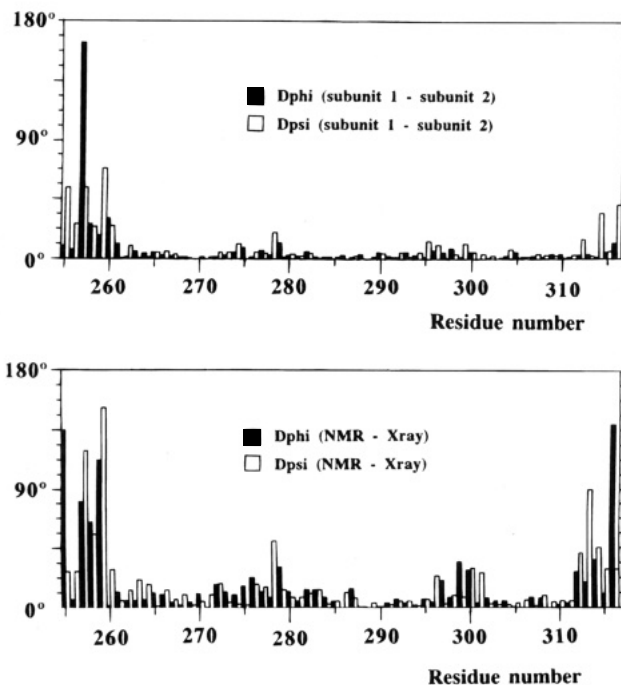 180°
Dphi (subunit 1 - subunit 2)
Dpsi (subunit 1 - subunit 2)
90°
0°
260 270 280 290 300 310
Residue number
180°
Dphi (NMR - Xray)
Dpsi (NMR - Xray)
90°
0°
260 270 280 290 300 310
Residue number